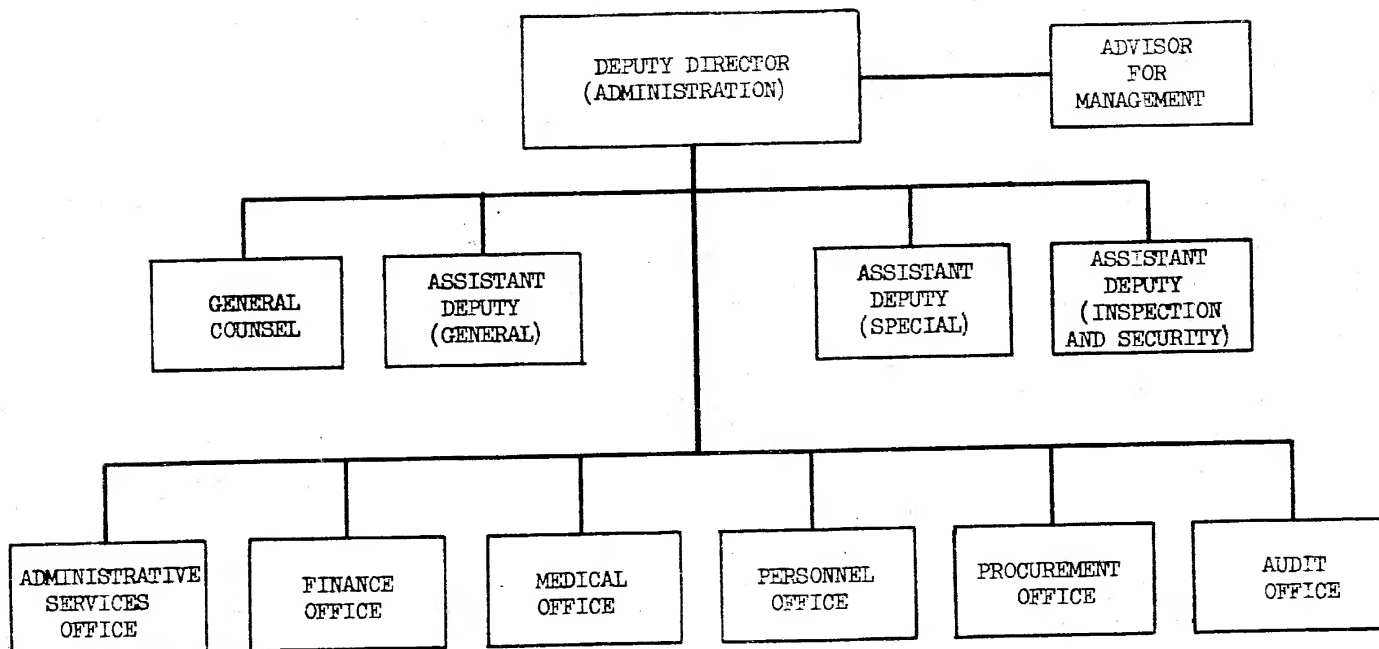 DEPUTY DIRECTOR
(ADMINISTRATION)
ADVISOR
FOR
MANAGEMENT
GENERAL
COUNSEL
ASSISTANT
DEPUTY
(GENERAL)
ASSISTANT
DEPUTY
(SPECIAL)
ASSISTANT
DEPUTY
(INSPECTION
AND SECURITY)
ADMINISTRATIVE
SERVICES
OFFICE
FINANCE
OFFICE
MEDICAL
OFFICE
PERSONNEL
OFFICE
PROCUREMENT
OFFICE
AUDIT
OFFICE